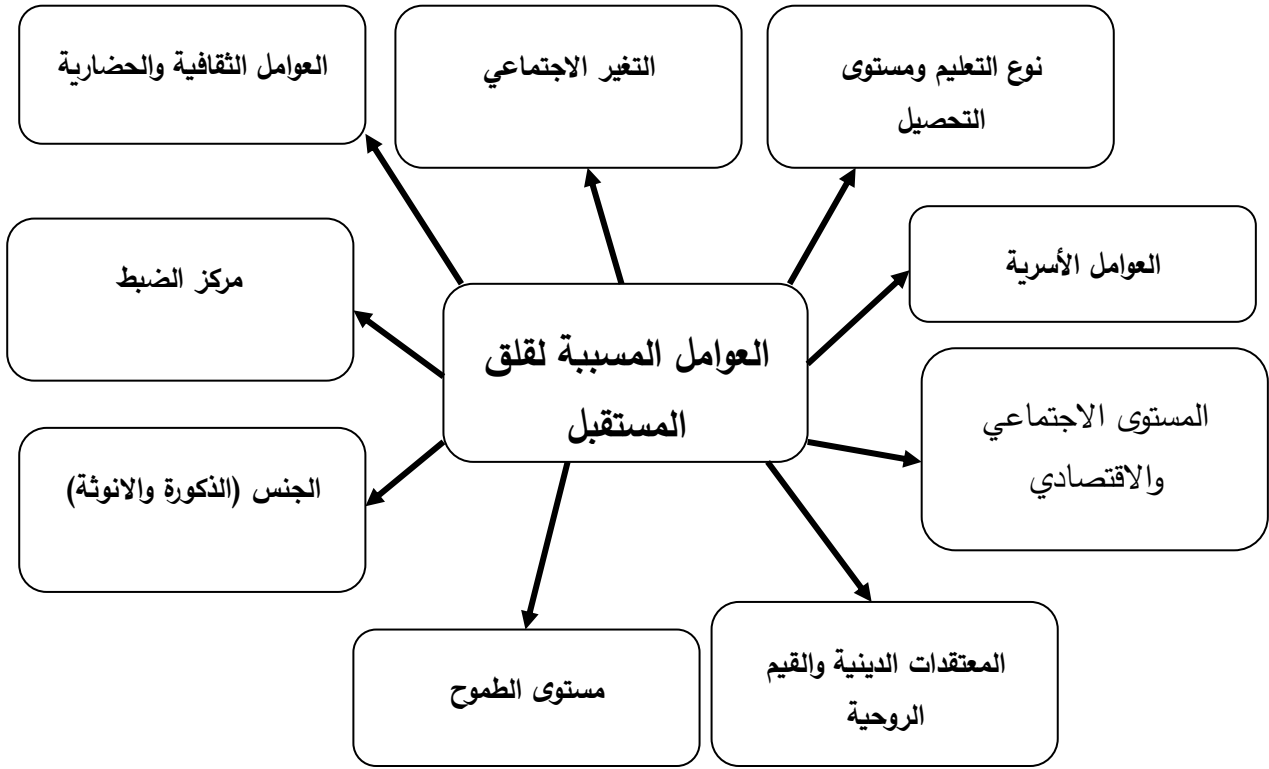 نوع التعليم ومستوى
التحصيل
التغير الاجتماعي
العوامل الثقافية والحضارية
العوامل الأسرية
مركز الضبط
العوامل المسببة لقلق
المستقبل
المستوى الاجتماعي
والاقتصادي
الجنس (الذكورة والانوثة)
المعتقدات الدينية والقيم
الروحية
مستوى الطموح